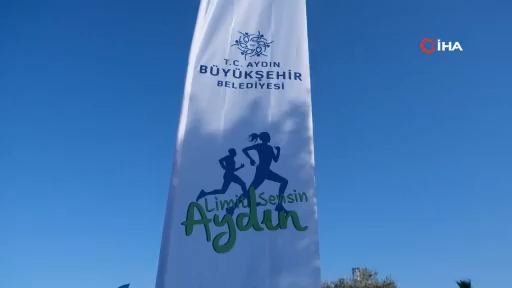 İHA
T.C. AYDIN
BÜYÜKŞEHİR
BELEDİYESİ
Limit Sensin
Aydın